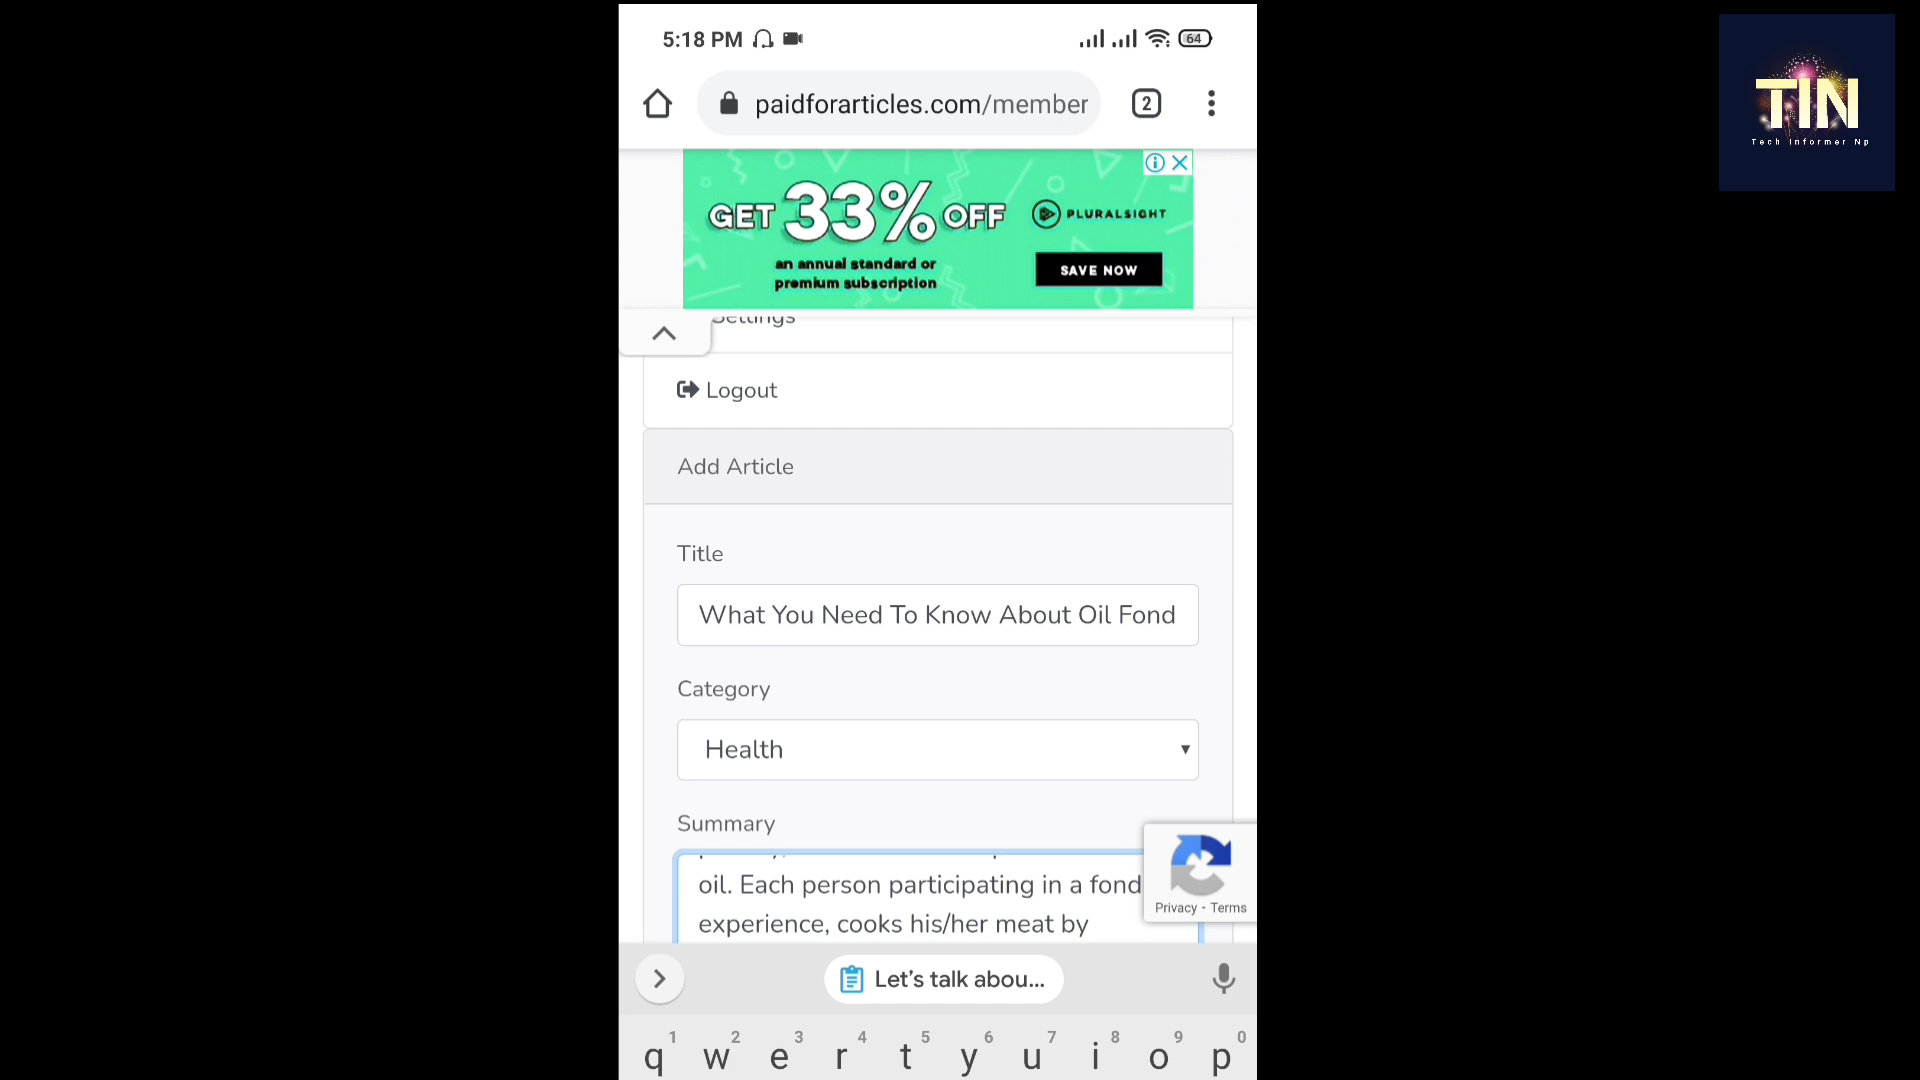 5:18 PM
64
TIN
Tech Informer Np
paidforarticles.com/member
2
GET 33% OFF
PLURALSIGHT
an annual standard or
premium subscription
SAVE NOW
Settings
Logout
Add Article
Title
What You Need To Know About Oil Fond
Category
Health
Summary
oil. Each person participating in a fond
experience, cooks his/her meat by
Privacy - Terms
Let's talk abou...
1 2 3 4 5 6 7 8 9 0
q w e r t y u i o p